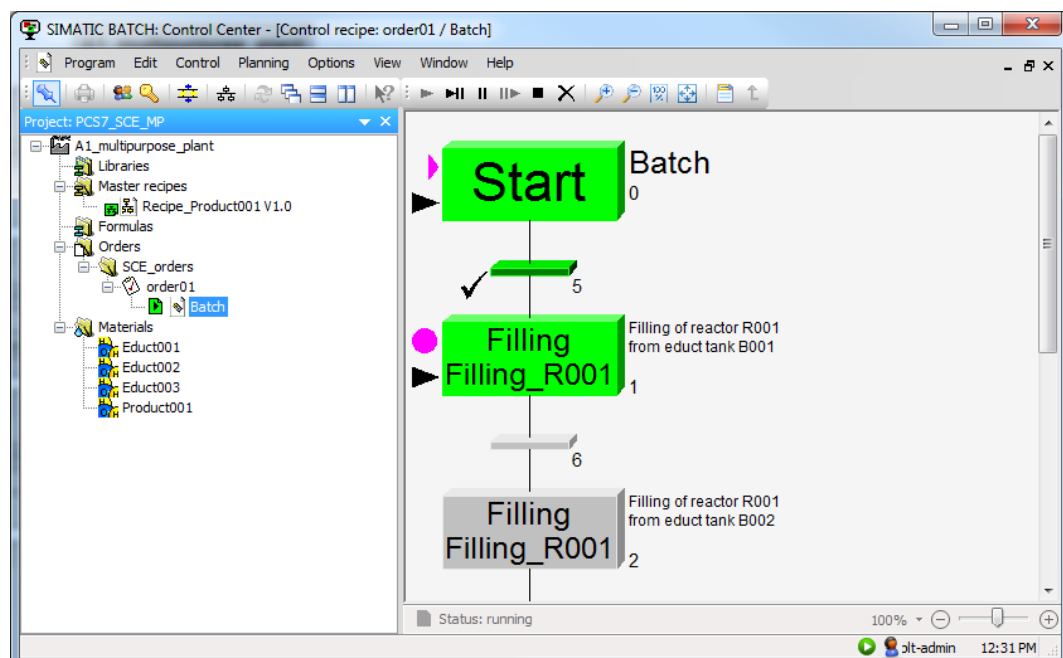 SIMATIC BATCH: Control Center - [Control recipe: order01 / Batch]
Program Edit Control Planning Options View Window Help
Project: PCS7_SCE_MP
A1_multipurpose_plant
Libraries
Master recipes
Recipe_Product001 V1.0
Formulas
Orders
SCE_orders
order01
Batch
Materials
Educt001
Educt002
Educt003
Product001
Start
Batch
0
5
Filling
Filling_R001
Filling of reactor R001
from educt tank B001
1
6
Filling
Filling_R001
Filling of reactor R001
from educt tank B002
2
Status: running
100%
olt-admin 12:31 PM